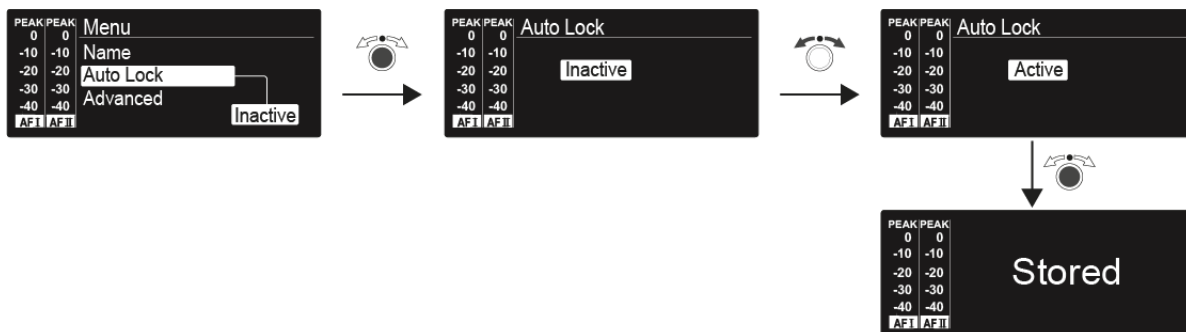 PEAK PEAK
0 0
-10 -10
-20 -20
-30 -30
-40 -40
AF I AF II
Menu
Name
Auto Lock
Advanced
Inactive
PEAK PEAK
0 0
-10 -10
-20 -20
-30 -30
-40 -40
AF I AF II
Auto Lock
Inactive
PEAK PEAK
0 0
-10 -10
-20 -20
-30 -30
-40 -40
AF I AF II
Auto Lock
Active
PEAK PEAK
0 0
-10 -10
-20 -20
-30 -30
-40 -40
AF I AF II
Stored